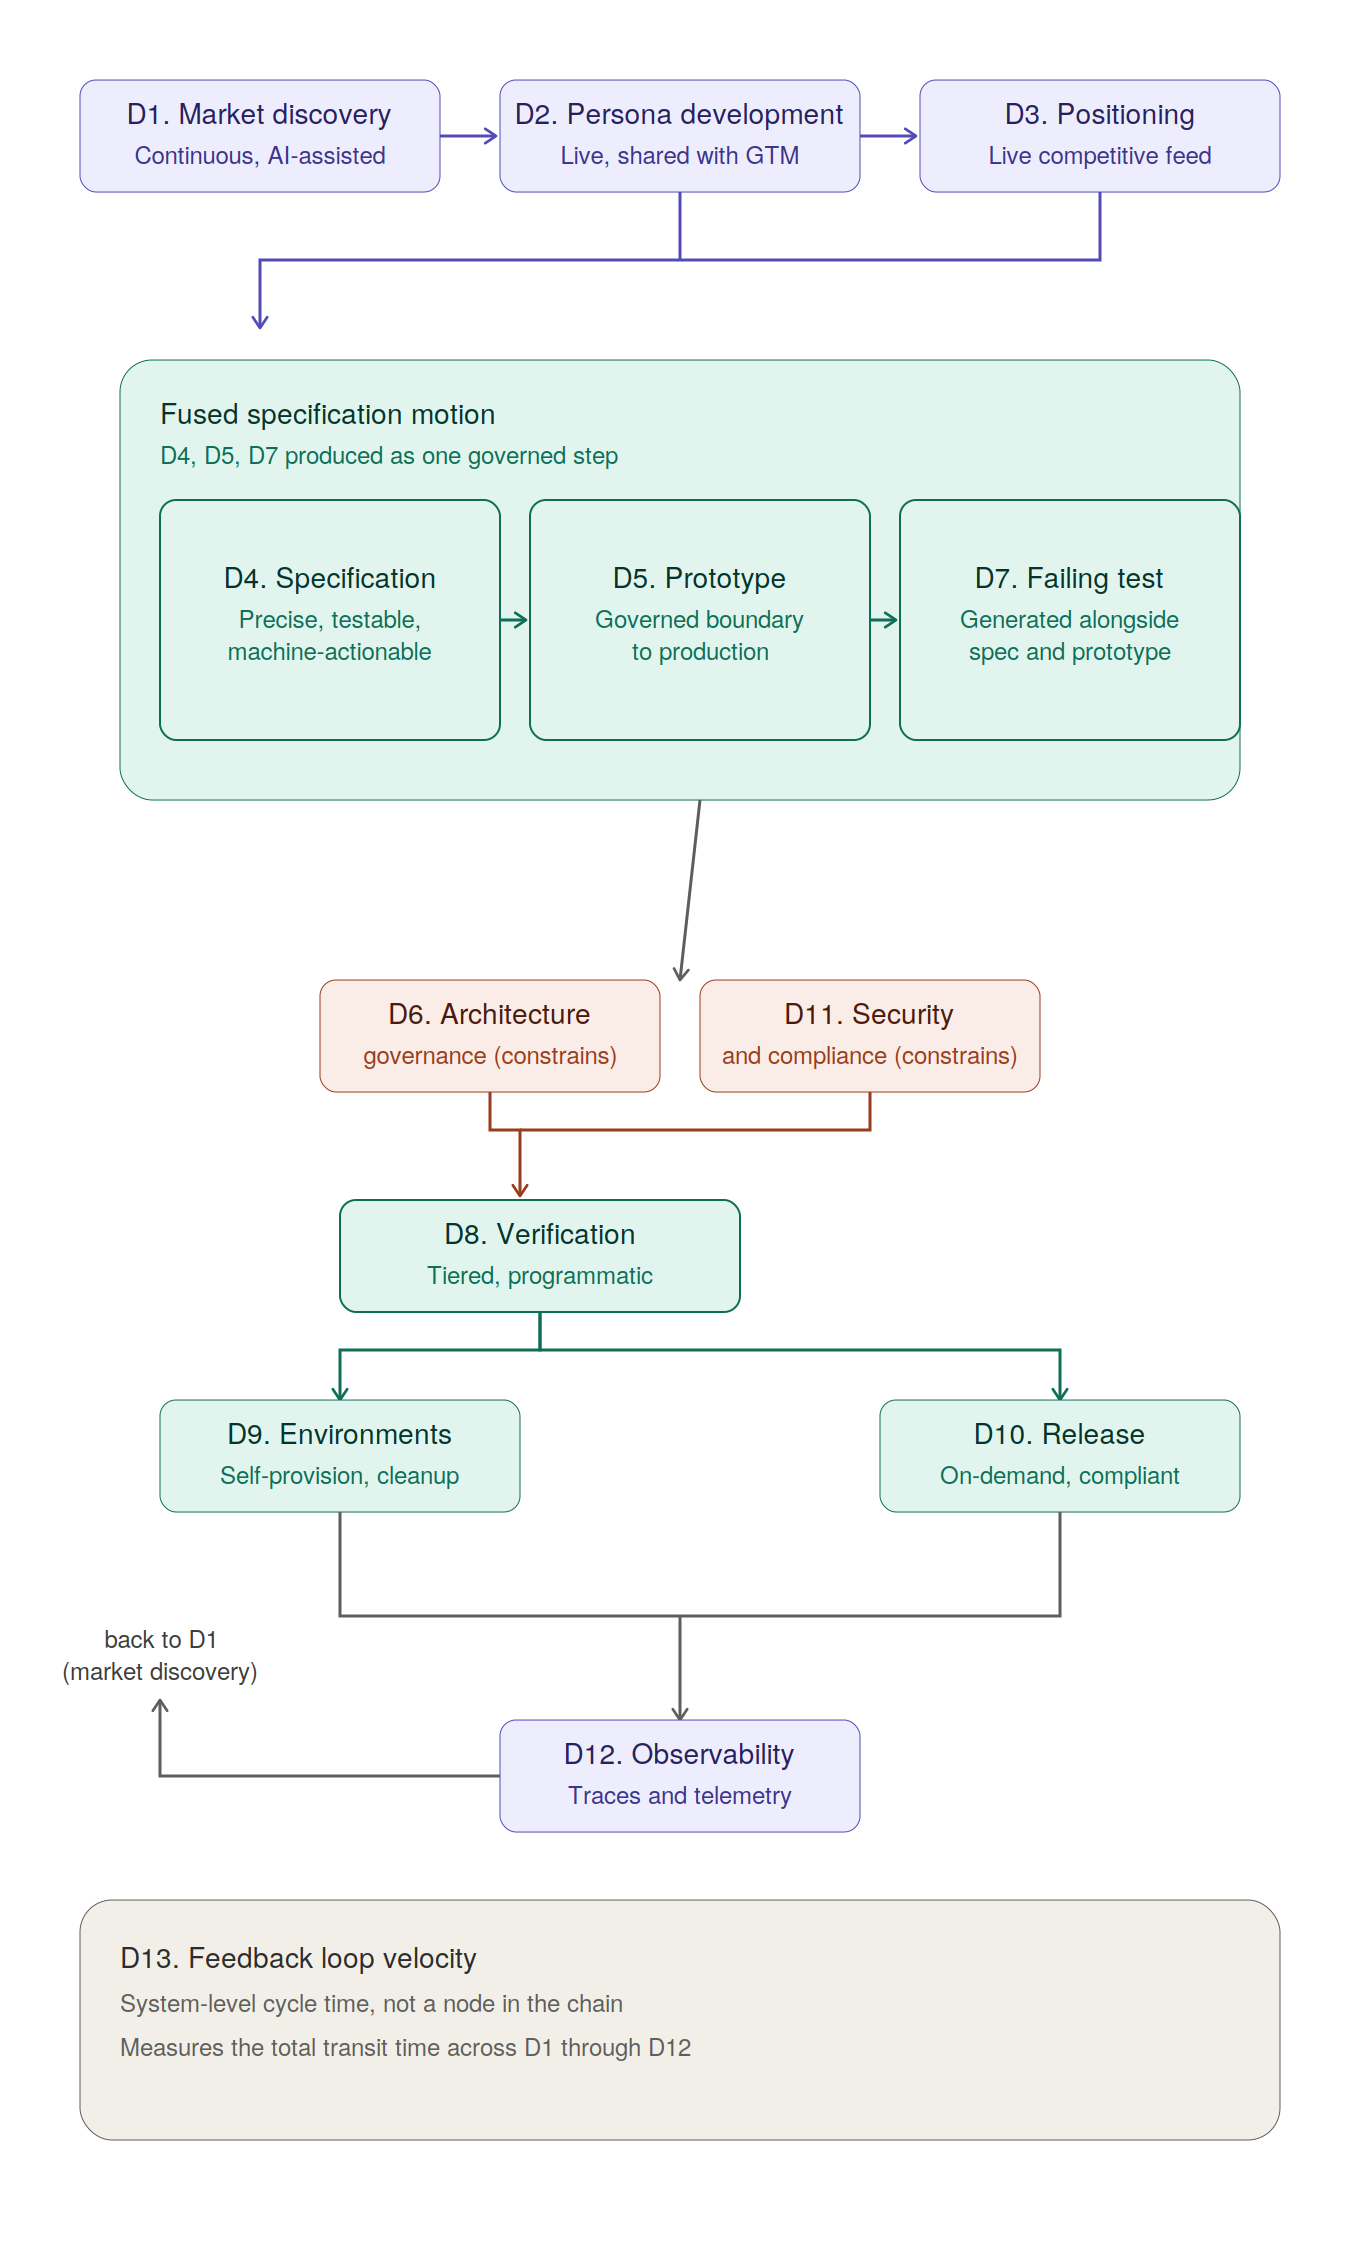 D1. Market discovery
Continuous, AI-assisted
D2. Persona development
Live, shared with GTM
D3. Positioning
Live competitive feed
Fused specification motion
D4, D5, D7 produced as one governed step
D4. Specification
Precise, testable,
machine-actionable
D5. Prototype
Governed boundary
to production
D7. Failing test
Generated alongside
spec and prototype
D6. Architecture
governance (constrains)
D11. Security
and compliance (constrains)
D8. Verification
Tiered, programmatic
D9. Environments
Self-provision, cleanup
D10. Release
On-demand, compliant
back to D1
(market discovery)
D12. Observability
Traces and telemetry
D13. Feedback loop velocity
System-level cycle time, not a node in the chain
Measures the total transit time across D1 through D12